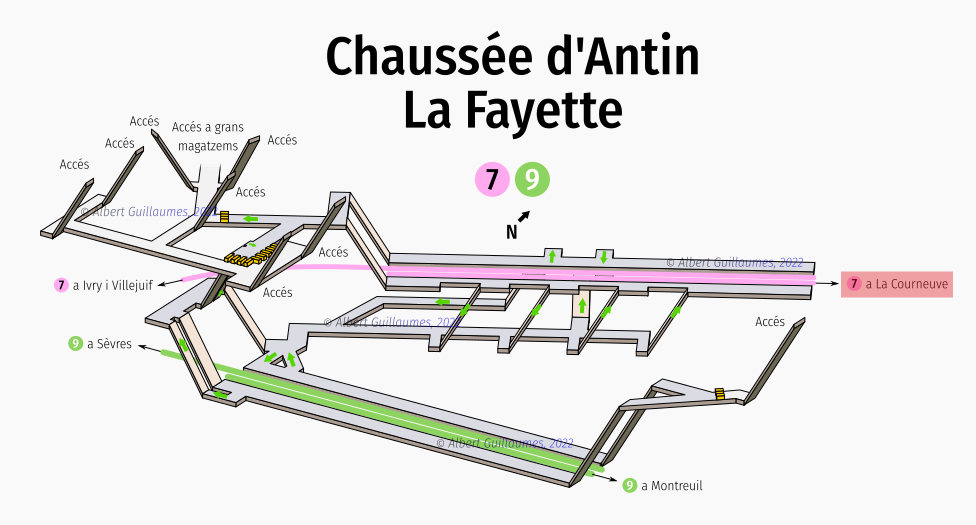 Chaussée d'Antin
La Fayette
Accés
Accés a grans
magatzems
Accés
Accés
Accés
7 9
Accés
© Albert Guillaumes, 2022
N
Accés
© Albert Guillaumes, 2022
7 a Ivry i Villejuif
7 a La Courneuve
Accés
© Albert Guillaumes, 2022
Accés
9 a Sèvres
© Albert Guillaumes, 2022
9 a Montreuil